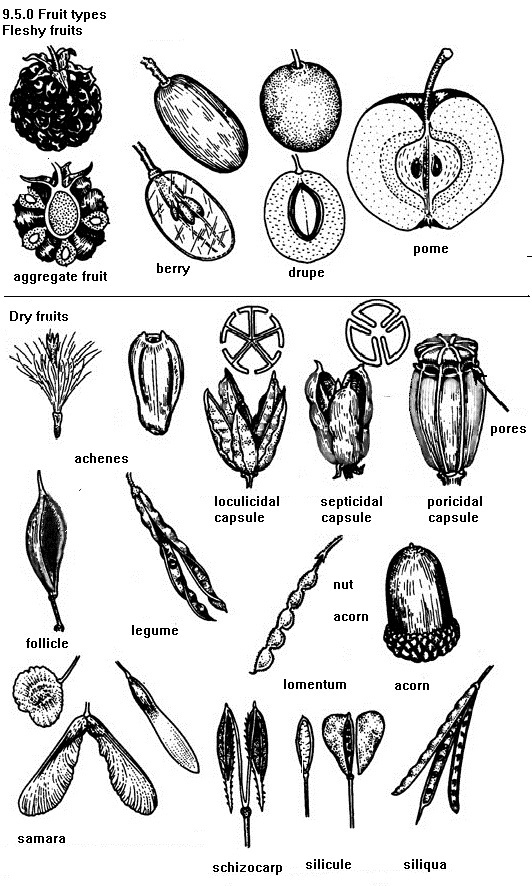 9.5.0 Fruit types
Fleshy fruits
aggregate fruit
berry
drupe
pome
Dry fruits
achenes
loculicidal
capsule
septicidal
capsule
poricidal
capsule
pores
follicle
legume
lomentum
nut
acorn
acorn
samara
schizocarp
silicule
siliqua